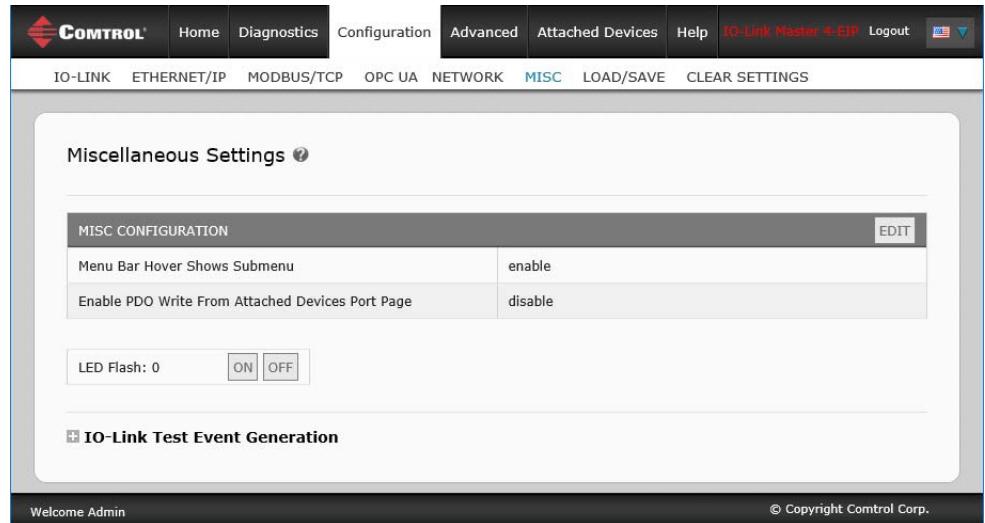 COMTROL Home Diagnostics Configuration Advanced Attached Devices Help IO-Link Master 4-EIP Logout
IO-LINK ETHERNET/IP MODBUS/TCP OPC UA NETWORK MISC LOAD/SAVE CLEAR SETTINGS
Miscellaneous Settings ?
MISC CONFIGURATION EDIT
Menu Bar Hover Shows Submenu enable
Enable PDO Write From Attached Devices Port Page disable
LED Flash: 0 ON OFF
IO-Link Test Event Generation
Welcome Admin © Copyright Comtrol Corp.